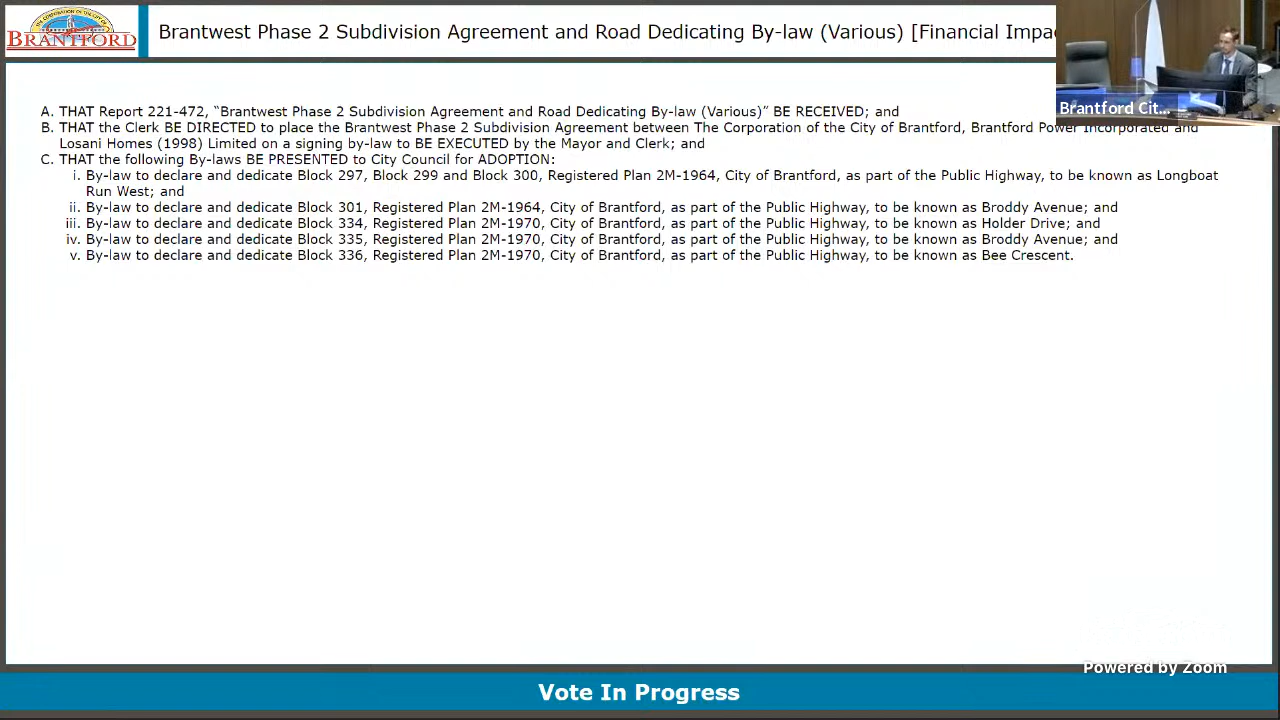 THE CORPORATION OF THE CITY OF
BRANTFORD
Brantwest Phase 2 Subdivision Agreement and Road Dedicating By-law (Various) [Financial Impa
Brantford Cit...
A. THAT Report 221-472, “Brantwest Phase 2 Subdivision Agreement and Road Dedicating By-law (Various)” BE RECEIVED; and
B. THAT the Clerk BE DIRECTED to place the Brantwest Phase 2 Subdivision Agreement between The Corporation of the City of Brantford, Brantford Power Incorporated and
Losani Homes (1998) Limited on a signing by-law to BE EXECUTED by the Mayor and Clerk; and
C. THAT the following By-laws BE PRESENTED to City Council for ADOPTION:
i. By-law to declare and dedicate Block 297, Block 299 and Block 300, Registered Plan 2M-1964, City of Brantford, as part of the Public Highway, to be known as Longboat
Run West; and
ii. By-law to declare and dedicate Block 301, Registered Plan 2M-1964, City of Brantford, as part of the Public Highway, to be known as Broddy Avenue; and
iii. By-law to declare and dedicate Block 334, Registered Plan 2M-1970, City of Brantford, as part of the Public Highway, to be known as Holder Drive; and
iv. By-law to declare and dedicate Block 335, Registered Plan 2M-1970, City of Brantford, as part of the Public Highway, to be known as Broddy Avenue; and
v. By-law to declare and dedicate Block 336, Registered Plan 2M-1970, City of Brantford, as part of the Public Highway, to be known as Bee Crescent.
Powered by Zoom
Vote In Progress